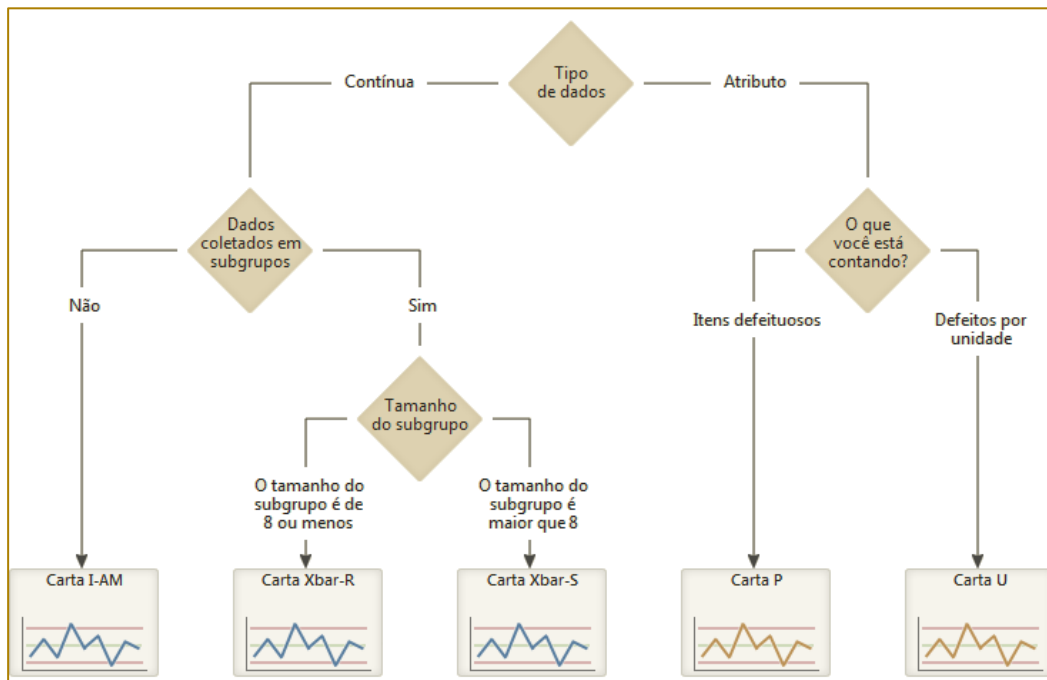 Tipo
de dados
Contínua
Atributo
Dados
coletados em
subgrupos
O que
você está
contando?
Não
Sim
Itens defeituosos
Defeitos por
unidade
Tamanho
do subgrupo
O tamanho do
subgrupo é de
8 ou menos
O tamanho do
subgrupo é
maior que 8
Carta I-AM
Carta Xbar-R
Carta Xbar-S
Carta P
Carta U